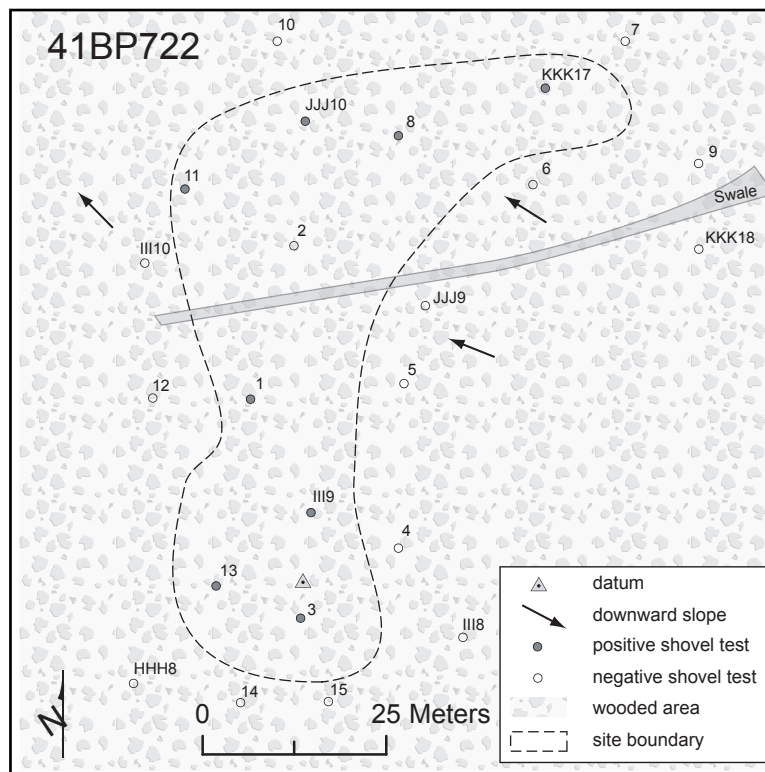 41BP722
10
7
KKK17
JJJ10
8
9
6
11
Swale
2
KKK18
III10
JJJ9
5
12
1
III9
4
13
3
III8
HHH8
14
15
N
0
25 Meters
datum
downward slope
positive shovel test
negative shovel test
wooded area
site boundary